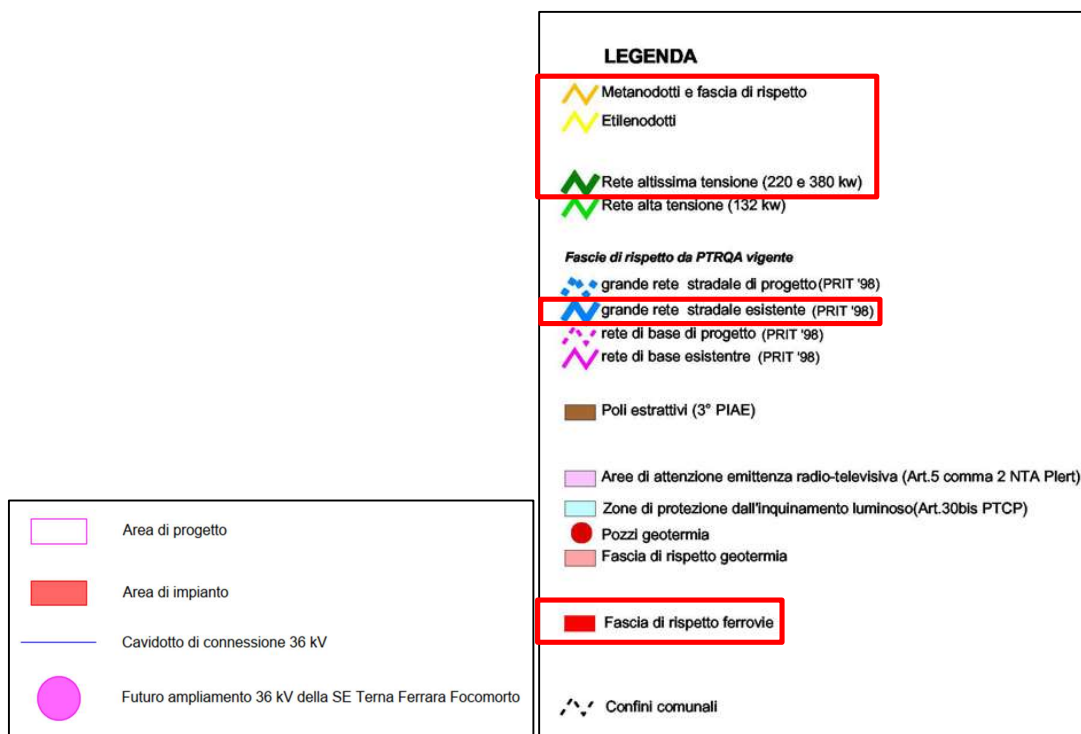 LEGENDA
Metanodotti e fascia di rispetto
Etilenodotti
Rete altissima tensione (220 e 380 kw)
Rete alta tensione (132 kw)
Fascie di rispetto da PTRQA vigente
grande rete stradale di progetto (PRIT '98)
grande rete stradale esistente (PRIT '98)
rete di base di progetto (PRIT '98)
rete di base esistentre (PRIT '98)
Poli estrattivi (3° PIAE)
Aree di attenzione emittenza radio-televisiva (Art.5 comma 2 NTA Plert)
Zone di protezione dall'inquinamento luminoso(Art.30bis PTCP)
Pozzi geotermia
Fascia di rispetto geotermia
Fascia di rispetto ferrovie
Confini comunali
Area di progetto
Area di impianto
Cavidotto di connessione 36 kV
Futuro ampliamento 36 kV della SE Terna Ferrara Focomorto